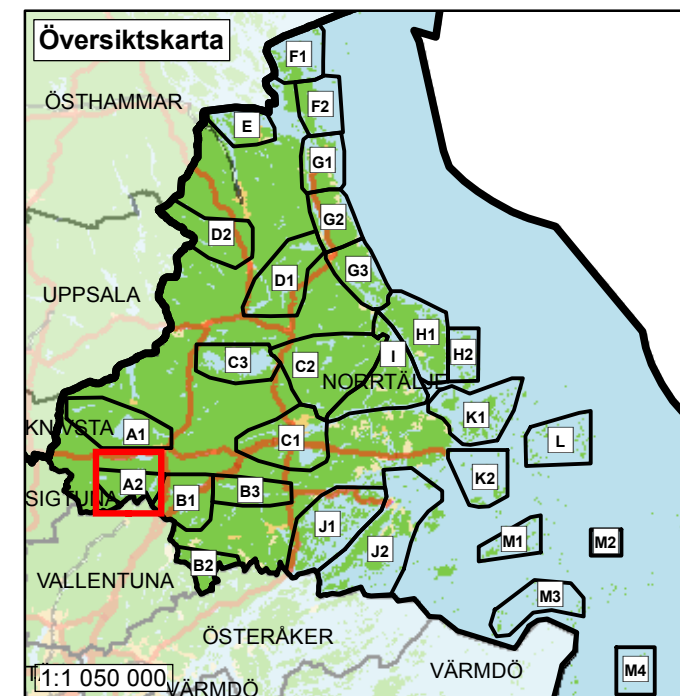 Översiktskarta
F1
ÖSTHAMMAR
F2
E
G1
G2
D2
G3
D1
UPPSALA
H1
H2
C3
C2
I
NORRTÄLJE
K1
KNIVSTA
A1
C1
L
K2
A2
SIGTUNA
B1
B3
J1
M1
M2
J2
B2
VALLENTUNA
M3
ÖSTERÅKER
VÄRMDÖ
M4
1:1 050 000
VÄRMDÖ